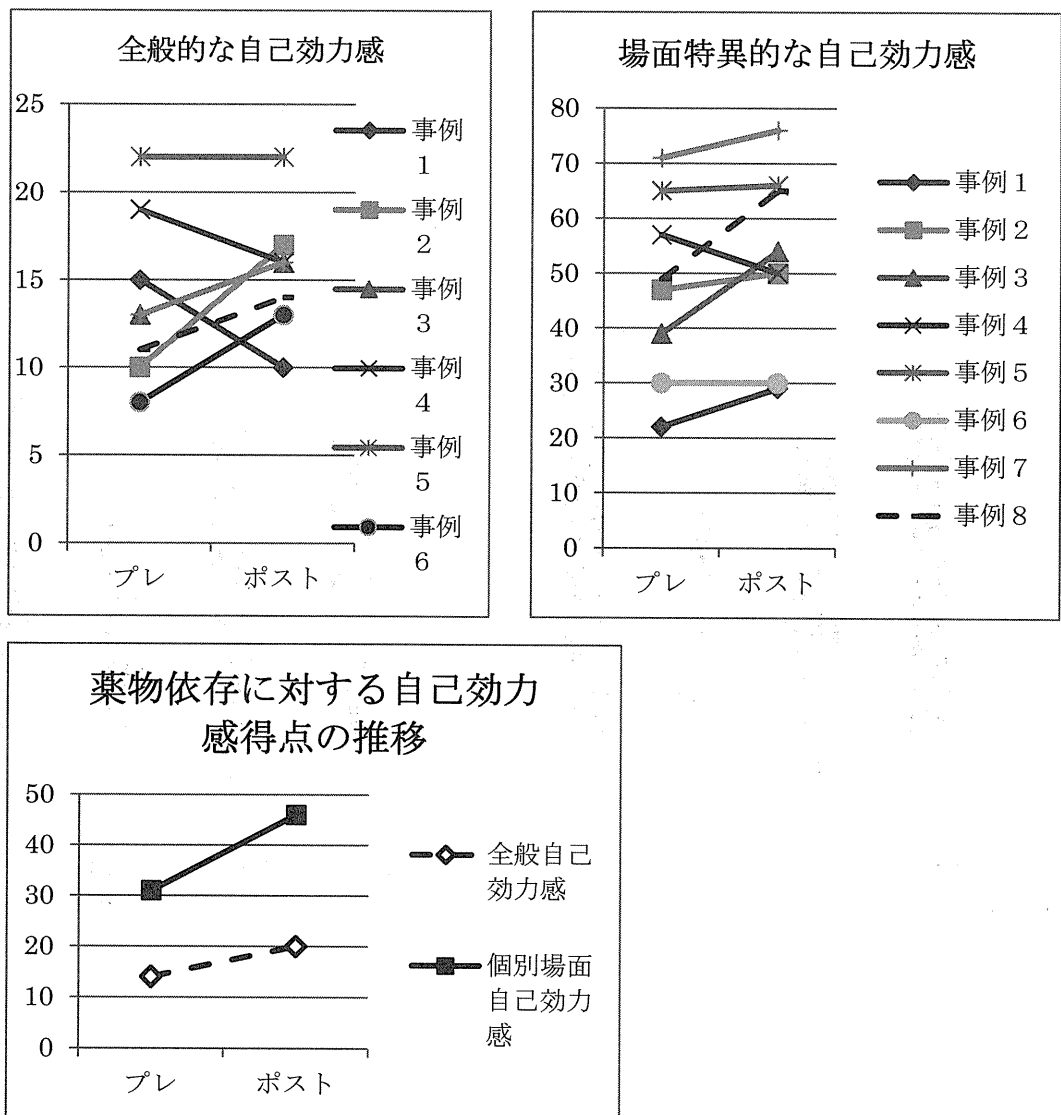 全般的な自己効力感
25
20
15
10
5
0
プレ
ポスト
事例
1
事例
2
事例
3
事例
4
事例
5
事例
6
場面特異的な自己効力感
80
70
60
50
40
30
20
10
0
プレ
ポスト
事例１
事例２
事例３
事例４
事例５
事例６
事例７
事例８
薬物依存に対する自己効力
感得点の推移
50
40
30
20
10
0
プレ
ポスト
全般自己
効力感
個別場面
自己効力
感